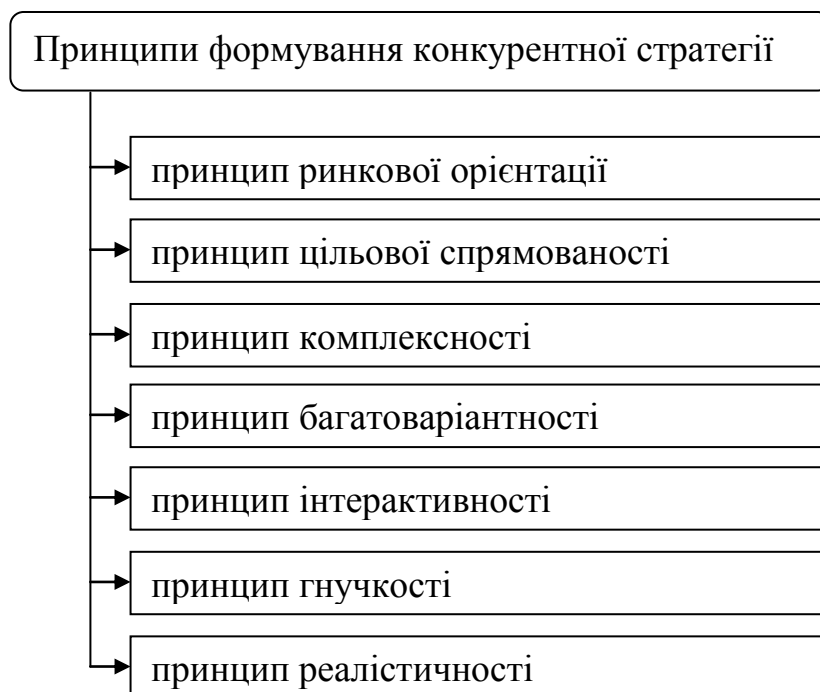 Принципи формування конкурентної стратегії
принцип ринкової орієнтації
принцип цільової спрямованості
принцип комплексності
принцип багатоваріантності
принцип інтерактивності
принцип гнучкості
принцип реалістичності